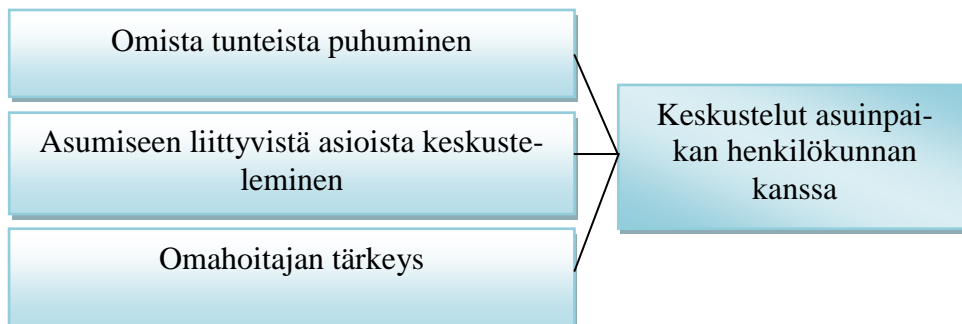 Omista tunteista puhuminen
Asumiseen liittyvistä asioista keskuste-
leminen
Omahoitajan tärkeys
Keskustelut asuinpai-
kan henkilökunnan
kanssa